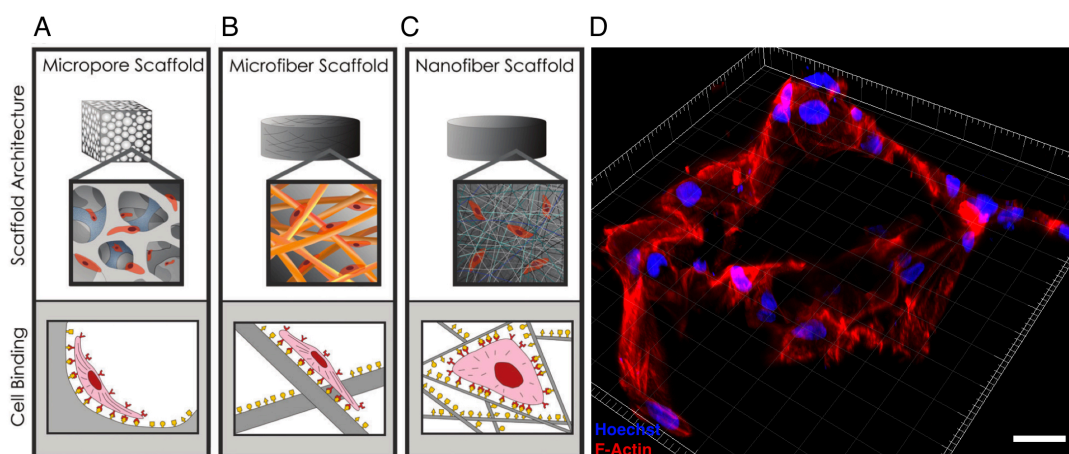 A
B
C
D
Micropore Scaffold
Microfiber Scaffold
Nanofiber Scaffold
Scaffold Architecture
Cell Binding
Hoechst
F-Actin